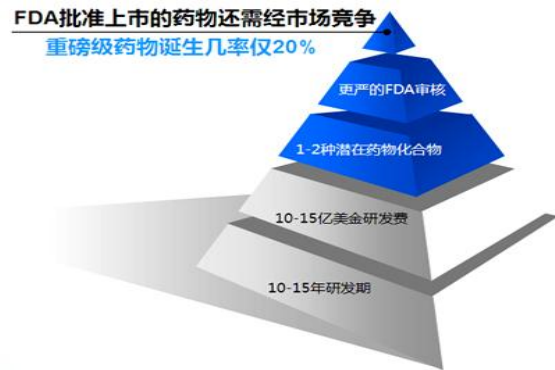 FDA批准上市的药物还需经市场竞争
重磅级药物诞生几率仅20%
更严的FDA审核
1-2种潜在药物化合物
10-15亿美金研发费
10-15年研发期